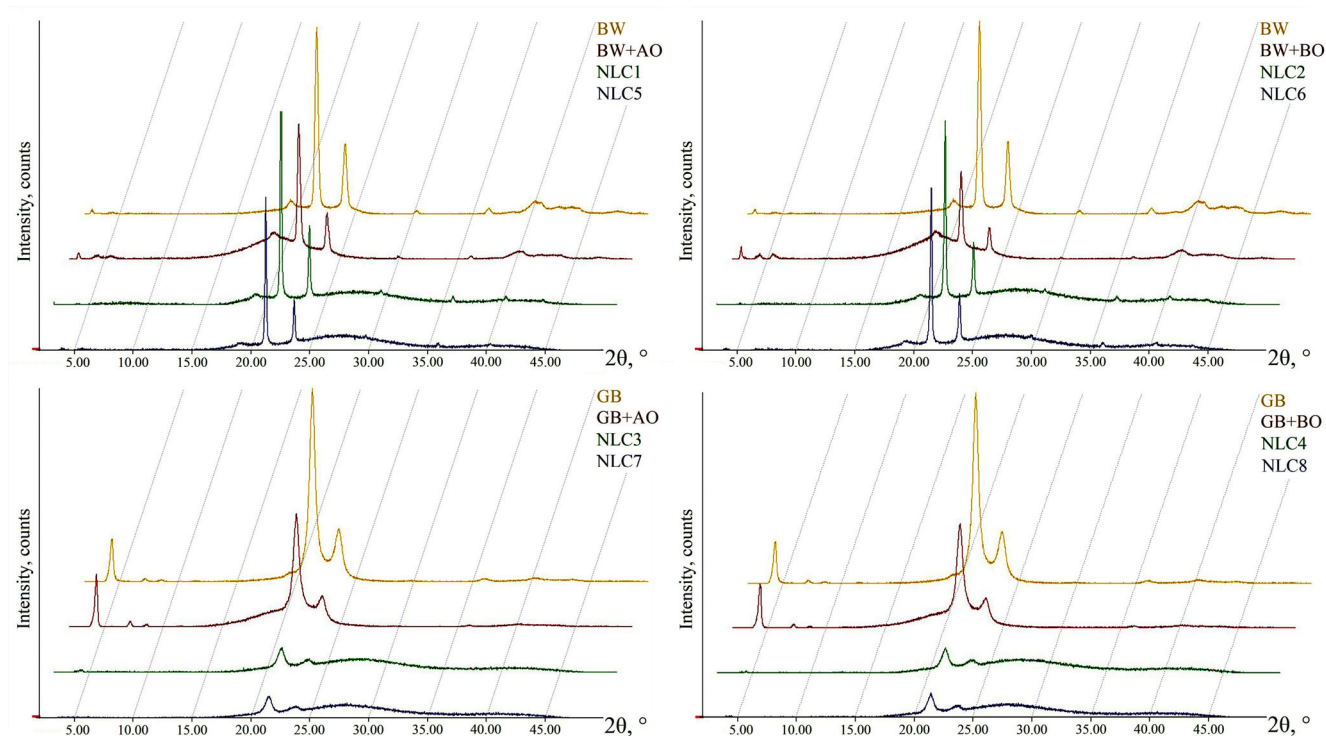 BW
BW+AO
NLC1
NLC5
Intensity, counts
5.00 10.00 15.00 20.00 25.00 30.00 35.00 40.00 45.00 2θ, °
BW
BW+BO
NLC2
NLC6
Intensity, counts
5.00 10.00 15.00 20.00 25.00 30.00 35.00 40.00 45.00 2θ, °
GB
GB+AO
NLC3
NLC7
Intensity, counts
5.00 10.00 15.00 20.00 25.00 30.00 35.00 40.00 45.00 2θ, °
GB
GB+BO
NLC4
NLC8
Intensity, counts
5.00 10.00 15.00 20.00 25.00 30.00 35.00 40.00 45.00 2θ, °